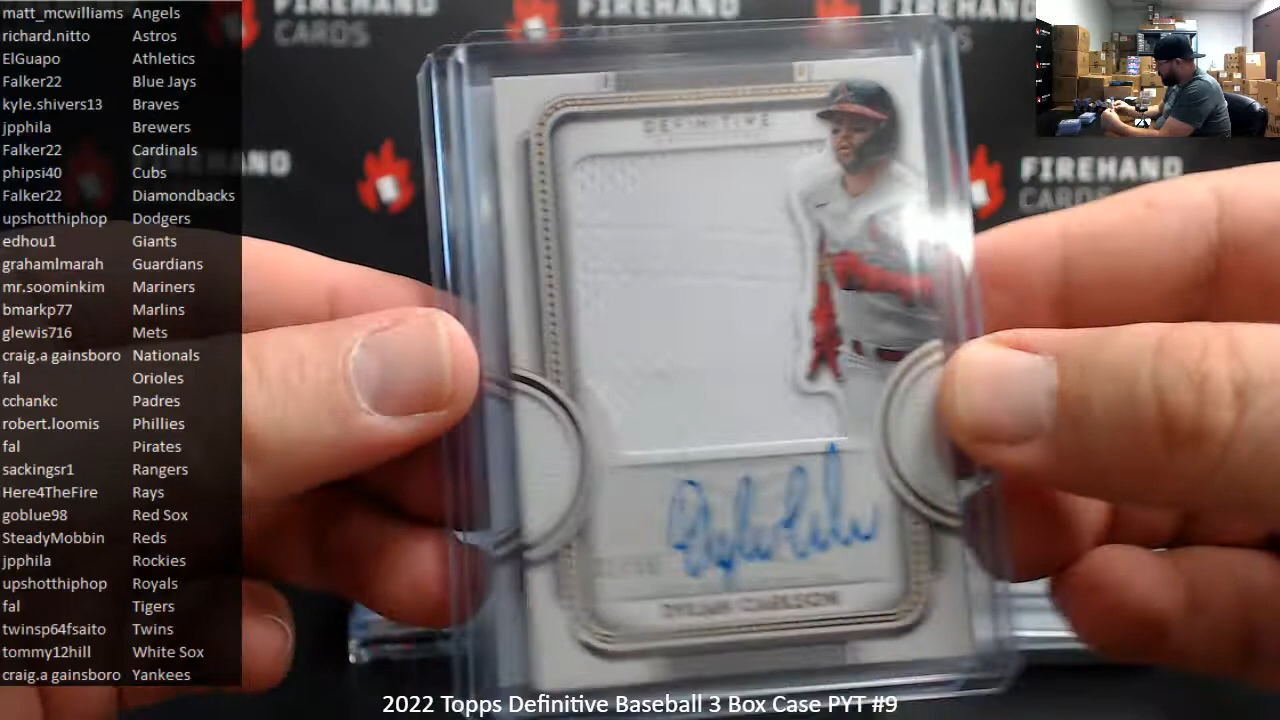 matt_mcwilliams Angels
richard.nitto Astros
ElGuapo Athletics
Falker22 Blue Jays
kyle.shivers13 Braves
jpphila Brewers
Falker22 Cardinals
phipsi40 Cubs
Falker22 Diamondbacks
upshotthiphop Dodgers
edhou1 Giants
grahamlmarah Guardians
mr.soominkim Mariners
bmarkp77 Marlins
glewis716 Mets
craig.a gainsboro Nationals
fal Orioles
cchankc Padres
robert.loomis Phillies
fal Pirates
sackingsr1 Rangers
Here4TheFire Rays
goblue98 Red Sox
SteadyMobbin Reds
jpphila Rockies
upshotthiphop Royals
fal Tigers
twinsp64fsaito Twins
tommy12hill White Sox
craig.a gainsboro Yankees
FIREHAND
CARDS
FIREHAND
FIREHAND
CARDS
DEFINITIVE
DYLAN CARLSON
2022 Topps Definitive Baseball 3 Box Case PYT #9